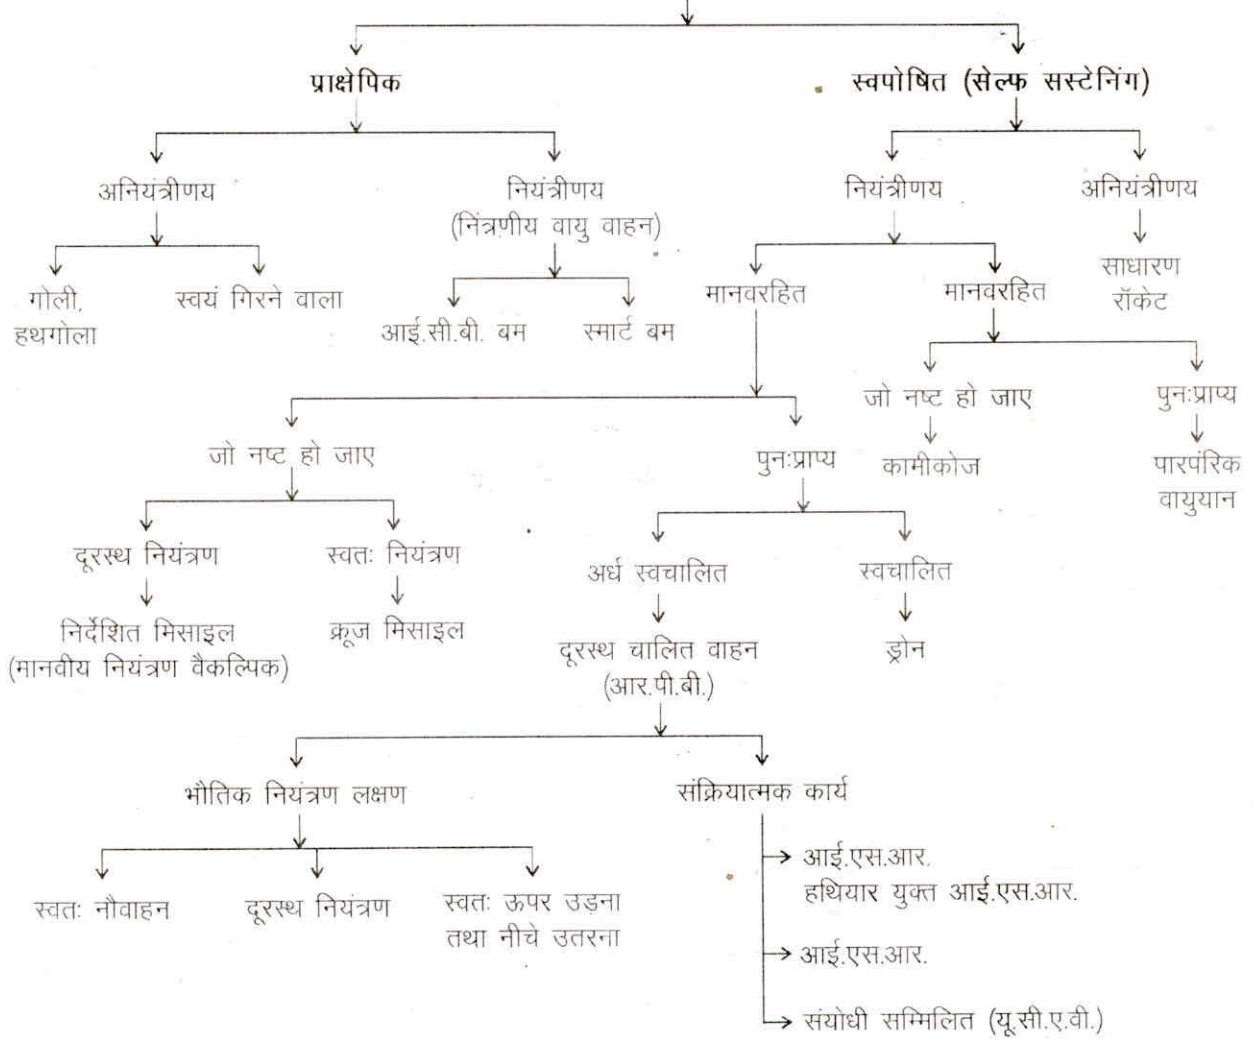 प्राक्षेपिक
स्वपोषित (सेल्फ सस्टेनिंग)
अनियंत्रीणय
नियंत्रीणय
(निंत्रणीय वायु वाहन)
नियंत्रीणय
अनियंत्रीणय
गोली,
हथगोला
स्वयं गिरने वाला
आई.सी.बी. बम
स्मार्ट बम
मानवरहित
मानवरहित
साधारण
रॉकेट
जो नष्ट हो जाए
पुनःप्राप्य
जो नष्ट हो जाए
पुनःप्राप्य
कामीकोज
पारपंरिक
वायुयान
दूरस्थ नियंत्रण
स्वतः नियंत्रण
अर्ध स्वचालित
स्वचालित
निर्देशित मिसाइल
(मानवीय नियंत्रण वैकल्पिक)
क्रूज मिसाइल
दूरस्थ चालित वाहन
(आर.पी.बी.)
ड्रोन
भौतिक नियंत्रण लक्षण
संक्रियात्मक कार्य
स्वतः नौवाहन
दूरस्थ नियंत्रण
स्वतः ऊपर उड़ना
तथा नीचे उतरना
आई.एस.आर.
हथियार युक्त आई.एस.आर.
आई.एस.आर.
संयोधी सम्मिलित (यू.सी.ए.वी.)